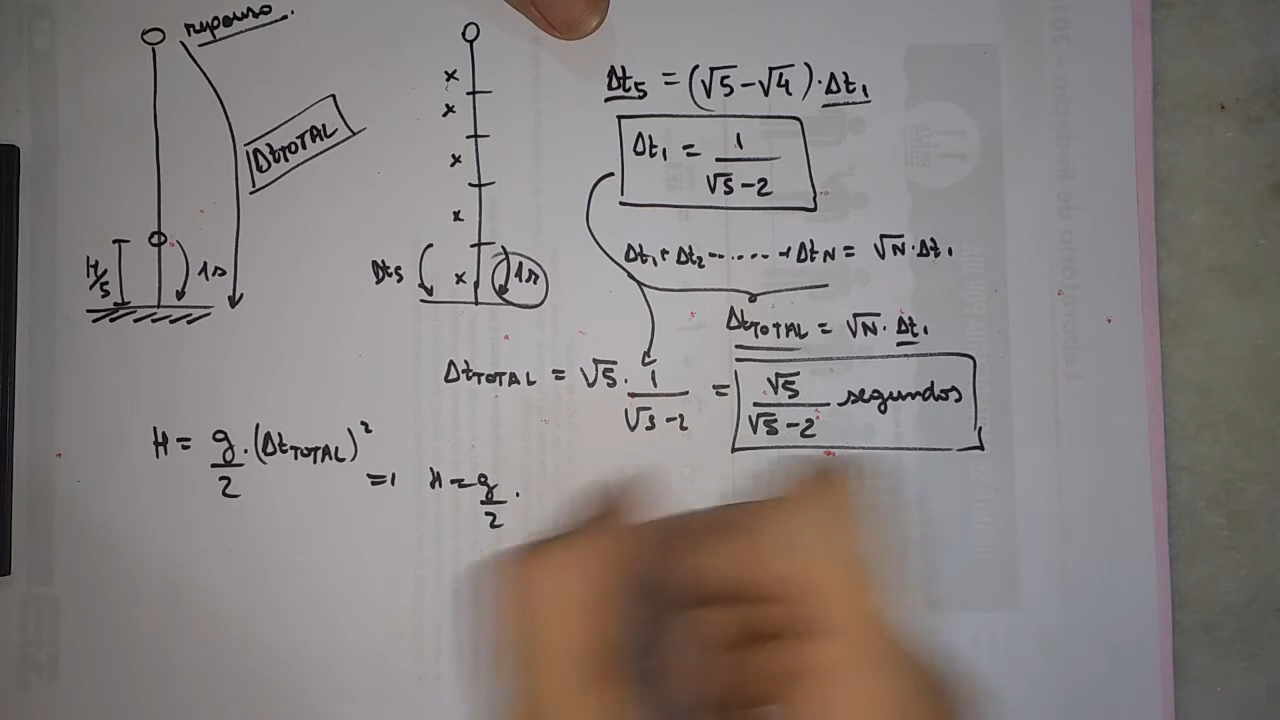 repouso.
ΔtTOTAL
H/5
1s
x
x
x
x
x
Δt5
1s
Δt5 = (√5-√4)·Δt1
Δt1 = 1/(√5-2)
Δt1+Δt2------+ΔtN = √N·Δt1
ΔtTOTAL = √N·Δt1
ΔtTOTAL = √5·1/(√5-2) = √5/(√5-2) segundos
H = g/2·(ΔtTOTAL)² => H = g/2·